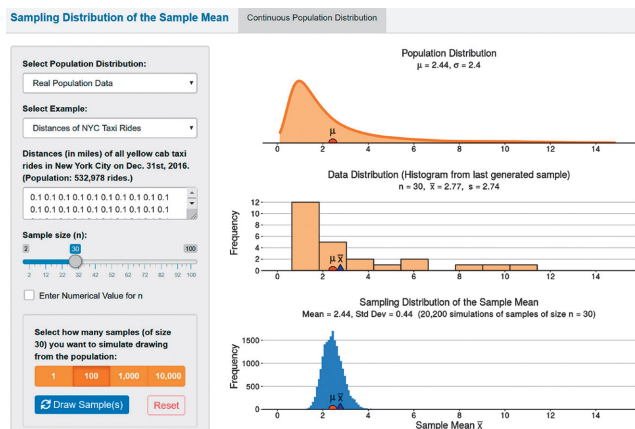 Sampling Distribution of the Sample Mean
Continuous Population Distribution
Select Population Distribution:
Real Population Data
Select Example:
Distances of NYC Taxi Rides
Distances (in miles) of all yellow cab taxi
rides in New York City on Dec. 31st, 2016.
(Population: 532,978 rides.)
0.1 0.1 0.1 0.1 0.1 0.1 0.1 0.1 0.1 0.1
0.1 0.1 0.1 0.1 0.1 0.1 0.1 0.1 0.1 0.1
Sample size (n):
2 30 100
2 12 22 32 42 52 62 72 82 92 100
Enter Numerical Value for n
Select how many samples (of size
30) you want to simulate drawing
from the population:
1 100 1,000 10,000
Draw Sample(s) Reset
Population Distribution
μ = 2.44, σ = 2.4
μ
0 2 4 6 8 10 12 14
Data Distribution (Histogram from last generated sample)
n = 30, x̅ = 2.77, s = 2.74
Frequency
12
10
8
6
4
2
0
μ x̅
0 2 4 6 8 10 12 14
Sampling Distribution of the Sample Mean
Mean = 2.44, Std Dev = 0.44 (20,200 simulations of samples of size n = 30)
Frequency
1500
1000
500
0
μ x̅
0 2 4 6 8 10 12 14
Sample Mean x̅